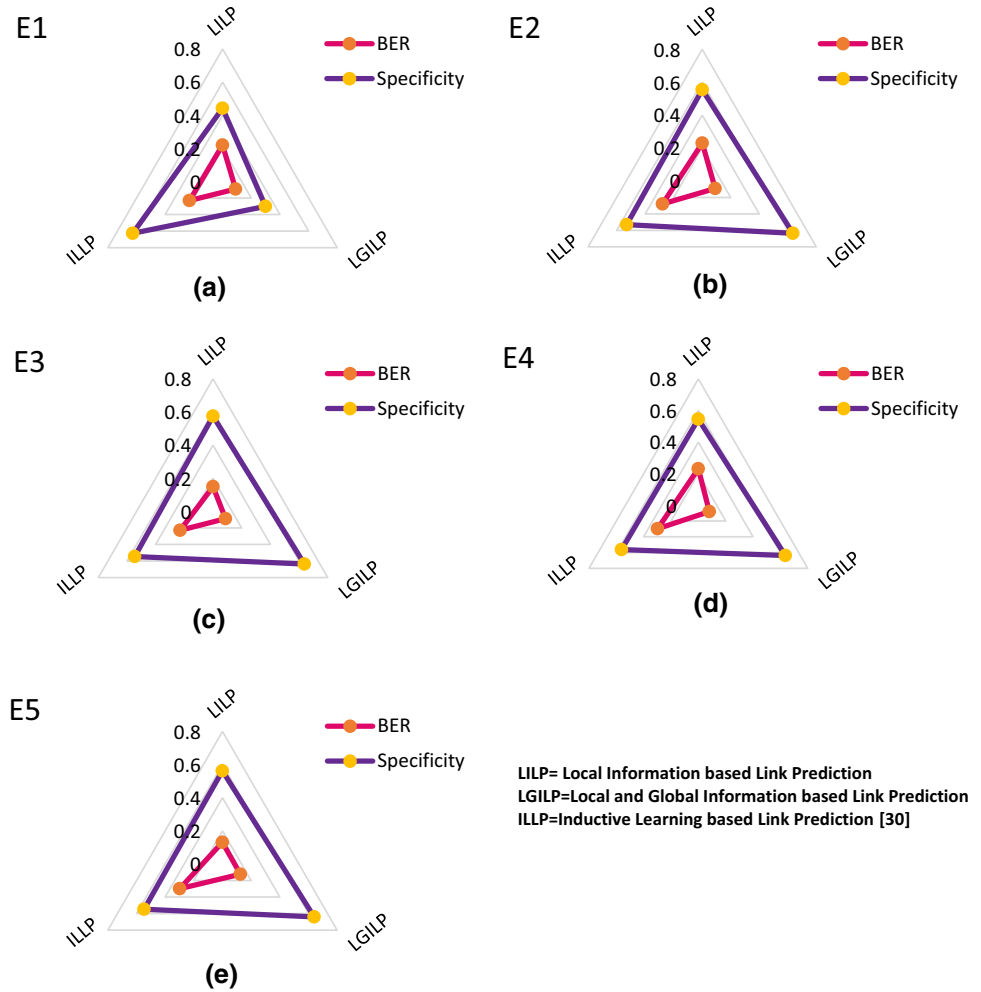 E1
LILP
0.8
0.6
0.4
0.2
0
ILLP
LGILP
BER
Specificity
(a)
E2
LILP
0.8
0.6
0.4
0.2
0
ILLP
LGILP
BER
Specificity
(b)
E3
LILP
0.8
0.6
0.4
0.2
0
ILLP
LGILP
BER
Specificity
(c)
E4
LILP
0.8
0.6
0.4
0.2
0
ILLP
LGILP
BER
Specificity
(d)
E5
LILP
0.8
0.6
0.4
0.2
0
ILLP
LGILP
BER
Specificity
(e)
LILP= Local Information based Link Prediction
LGILP=Local and Global Information based Link Prediction
ILLP=Inductive Learning based Link Prediction [30]